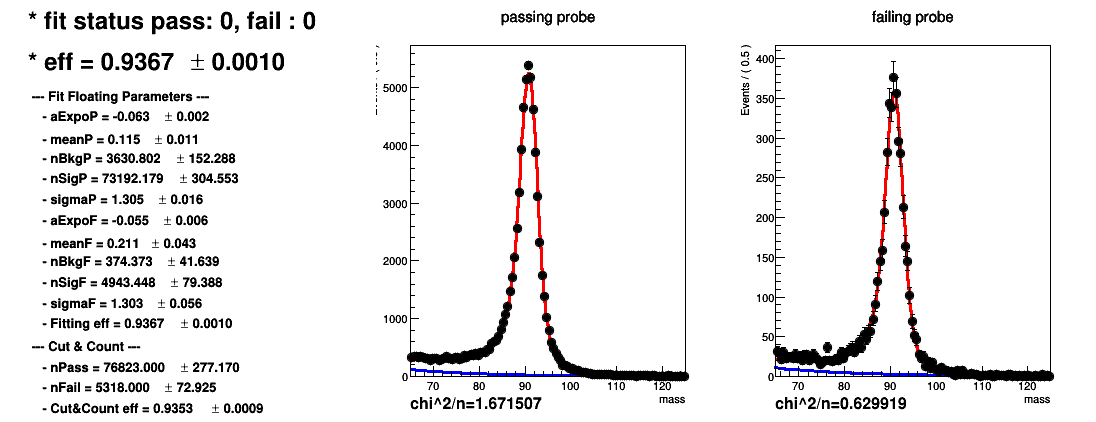 * fit status pass: 0, fail : 0
* eff = 0.9367 ± 0.0010
--- Fit Floating Parameters ---
- aExpoP = -0.063 ± 0.002
- meanP = 0.115 ± 0.011
- nBkgP = 3630.802 ± 152.288
- nSigP = 73192.179 ± 304.553
- sigmaP = 1.305 ± 0.016
- aExpoF = -0.055 ± 0.006
- meanF = 0.211 ± 0.043
- nBkgF = 374.373 ± 41.639
- nSigF = 4943.448 ± 79.388
- sigmaF = 1.303 ± 0.056
- Fitting eff = 0.9367 ± 0.0010
--- Cut & Count ---
- nPass = 76823.000 ± 277.170
- nFail = 5318.000 ± 72.925
- Cut&Count eff = 0.9353 ± 0.0009
passing probe
5000
4000
3000
2000
1000
0
70 80 90 100 110 120
mass
chi^2/n=1.671507
failing probe
Events / ( 0.5 )
400
350
300
250
200
150
100
50
0
70 80 90 100 110 120
mass
chi^2/n=0.629919